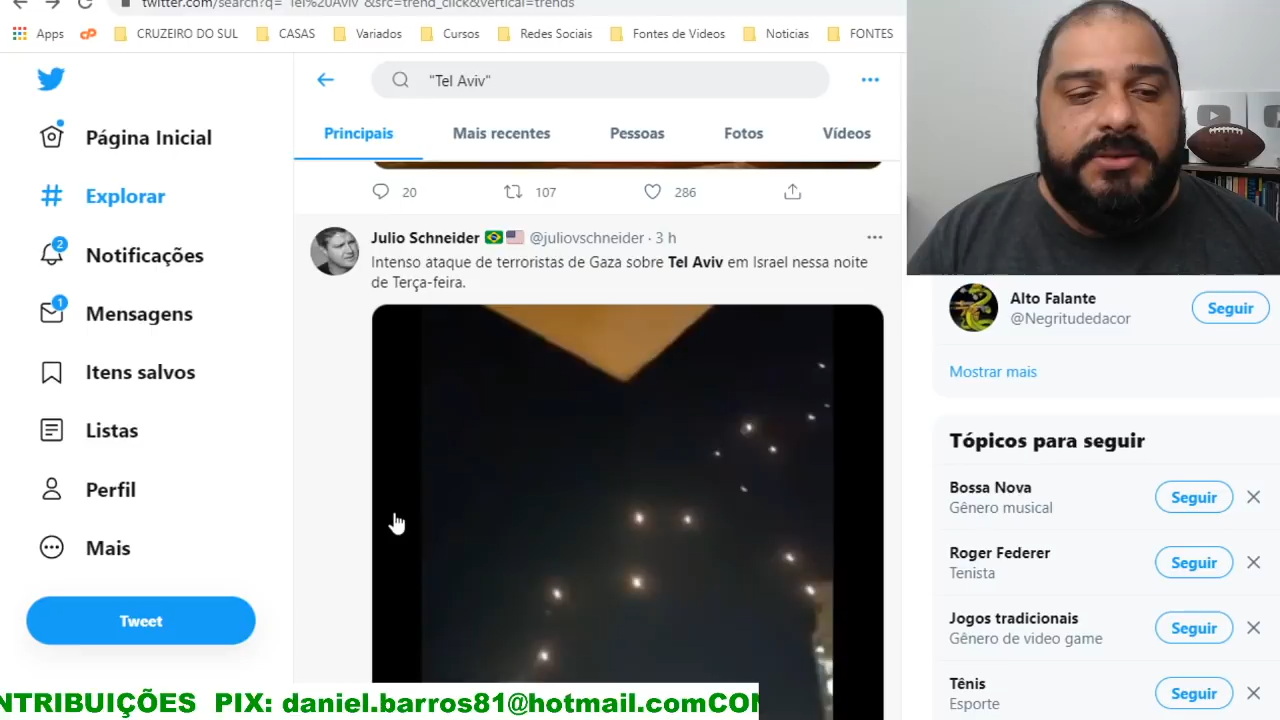 twitter.com/search?q="Tel%20Aviv"&src=trend_click&vertical=trends
Apps
CRUZEIRO DO SUL
CASAS
Variados
Cursos
Redes Sociais
Fontes de Videos
Noticias
FONTES
"Tel Aviv"
Página Inicial
Explorar
2
Notificações
1
Mensagens
Itens salvos
Listas
Perfil
Mais
Tweet
Principais
Mais recentes
Pessoas
Fotos
Vídeos
20
107
286
Julio Schneider @juliovschneider · 3 h
Intenso ataque de terroristas de Gaza sobre Tel Aviv em Israel nessa noite
de Terça-feira.
Alto Falante
@Negritudedacor
Seguir
Mostrar mais
Tópicos para seguir
Bossa Nova
Gênero musical
Seguir
Roger Federer
Tenista
Seguir
Jogos tradicionais
Gênero de video game
Seguir
Tênis
Esporte
Seguir
NTRIBUIÇÕES PIX: daniel.barros81@hotmail.comCON